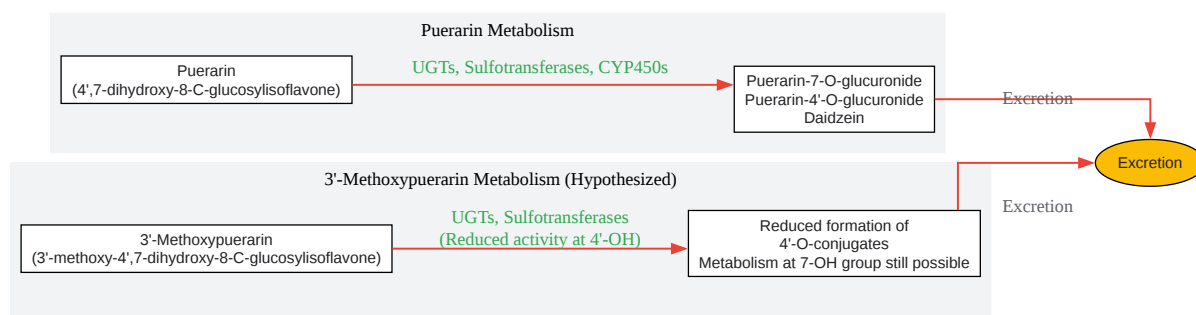 Puerarin Metabolism
Puerarin
(4',7-dihydroxy-8-C-glucosylisoflavone)
UGTs, Sulfotransferases, CYP450s
Puerarin-7-O-glucuronide
Puerarin-4'-O-glucuronide
Daidzein
Excretion
Excretion
3'-Methoxypuerarin Metabolism (Hypothesized)
3'-Methoxypuerarin
(3'-methoxy-4',7-dihydroxy-8-C-glucosylisoflavone)
UGTs, Sulfotransferases
(Reduced activity at 4'-OH)
Reduced formation of
4'-O-conjugates
Metabolism at 7-OH group still possible
Excretion